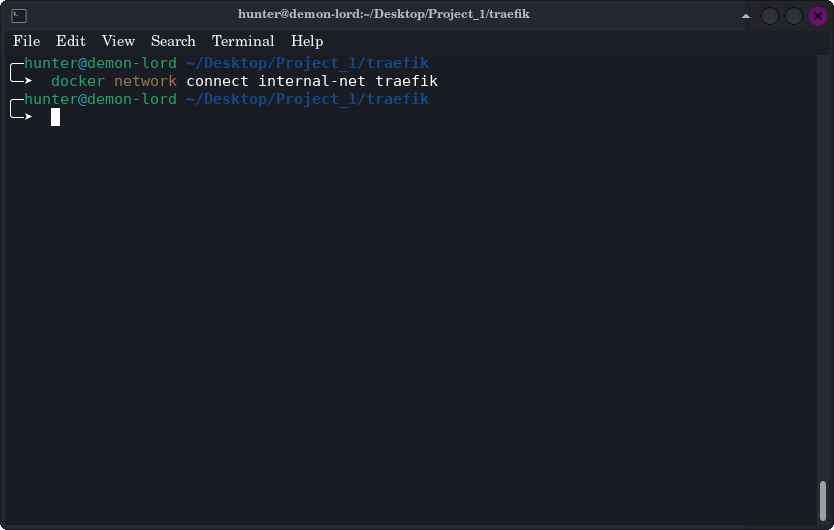 hunter@demon-lord:~/Desktop/Project_1/traefik
File Edit View Search Terminal Help
hunter@demon-lord ~/Desktop/Project_1/traefik
docker network connect internal-net traefik
hunter@demon-lord ~/Desktop/Project_1/traefik